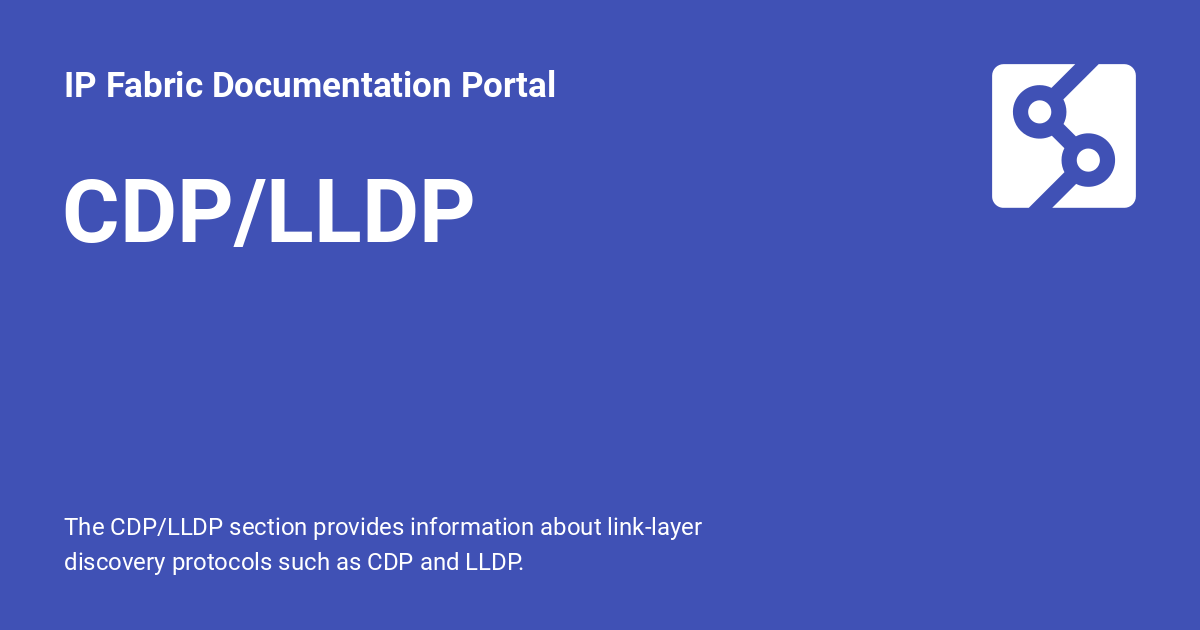 IP Fabric Documentation Portal
CDP/LLDP
The CDP/LLDP section provides information about link-layer
discovery protocols such as CDP and LLDP.